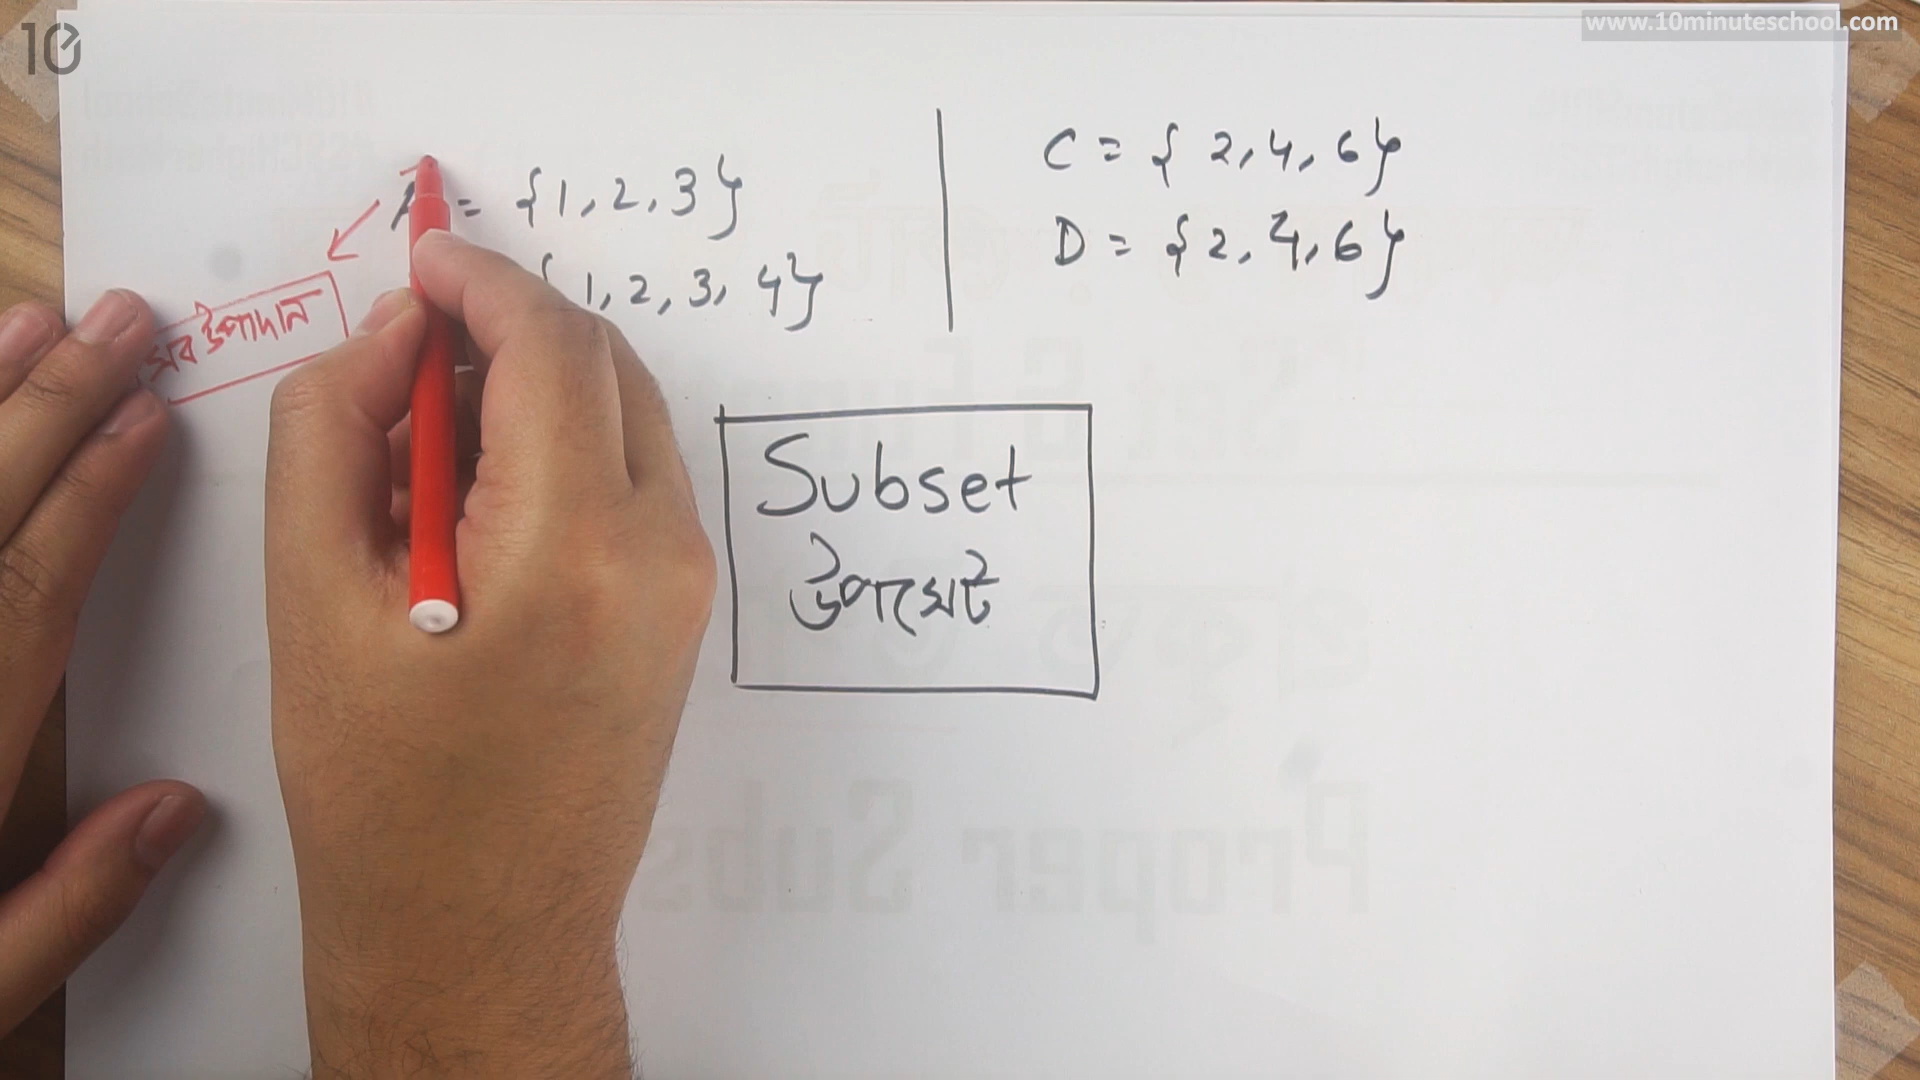 10
www.10minuteschool.com
A = {1, 2, 3}
{1, 2, 3, 4}
সব উপাদান
C = {2, 4, 6}
D = {2, 4, 6}
Subset
উপসেট